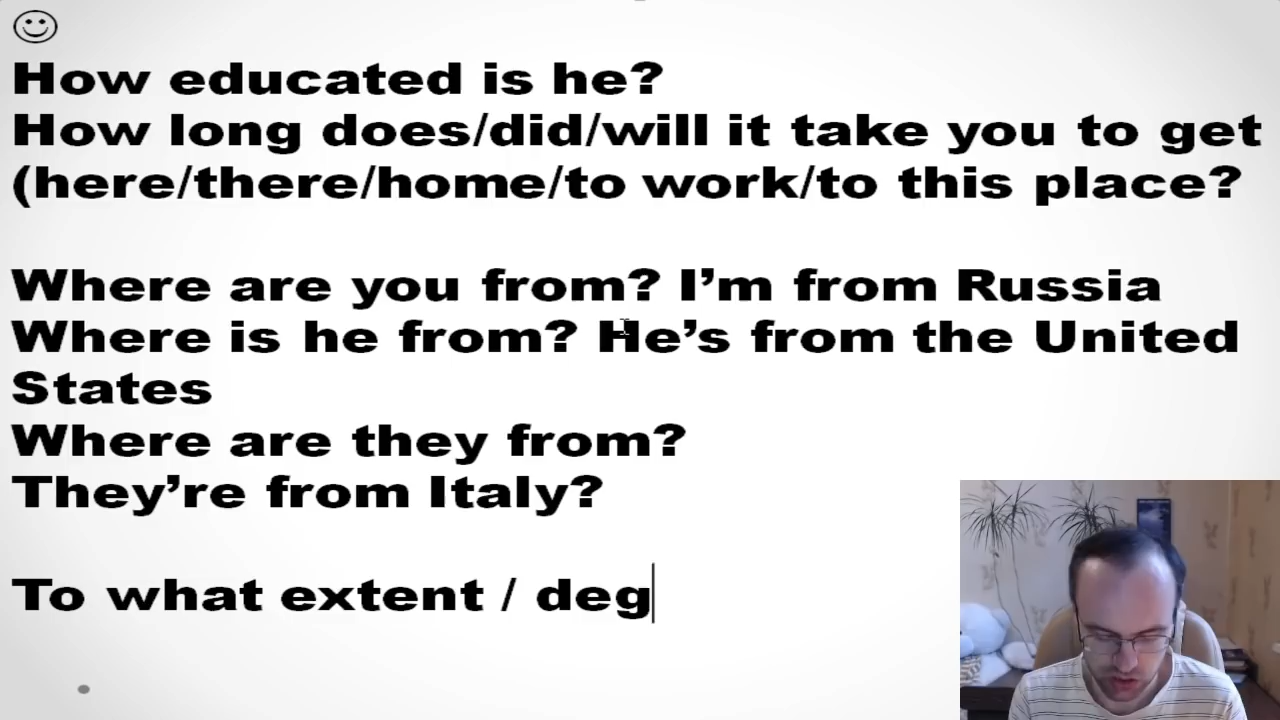 How educated is he?
How long does/did/will it take you to get
(here/there/home/to work/to this place?
Where are you from? I’m from Russia
Where is he from? He’s from the United
States
Where are they from?
They’re from Italy?
To what extent / deg